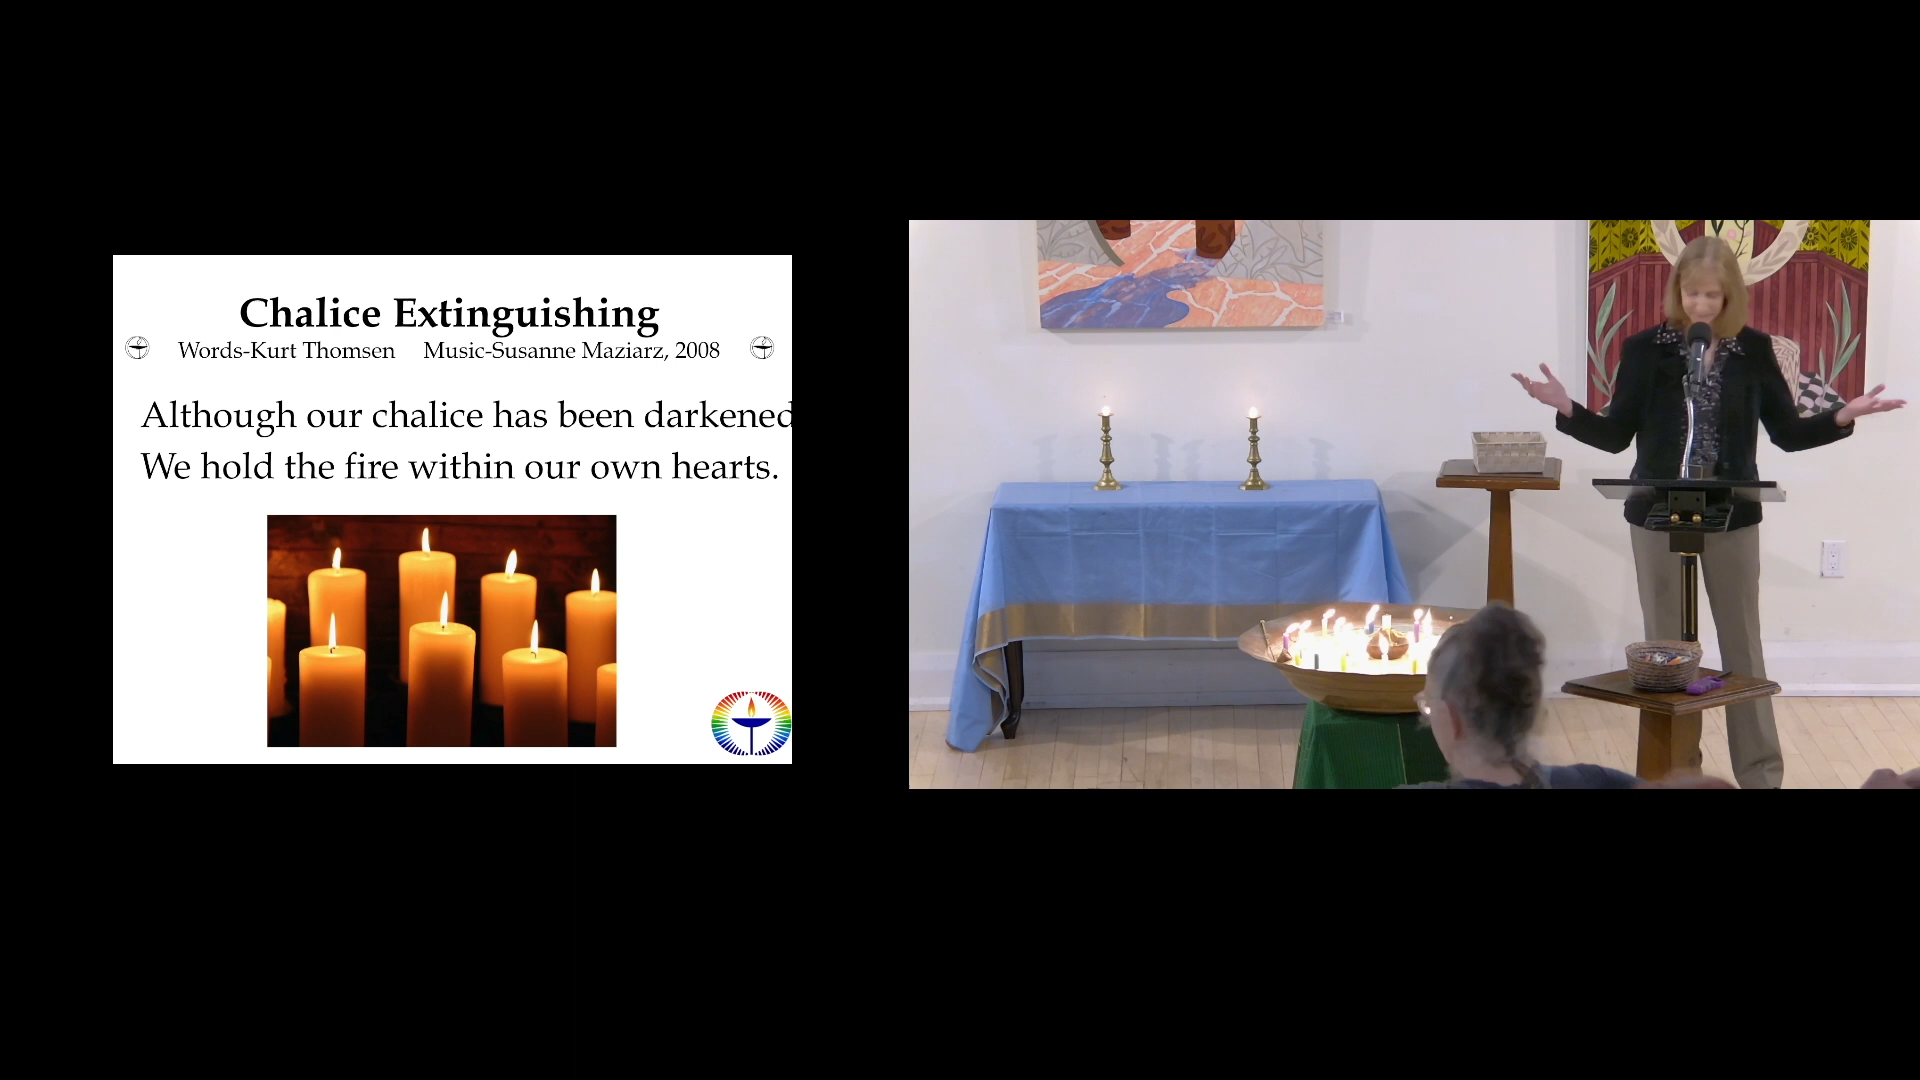 Chalice Extinguishing
Words-Kurt Thomsen Music-Susanne Maziarz, 2008
Although our chalice has been darkened
We hold the fire within our own hearts.